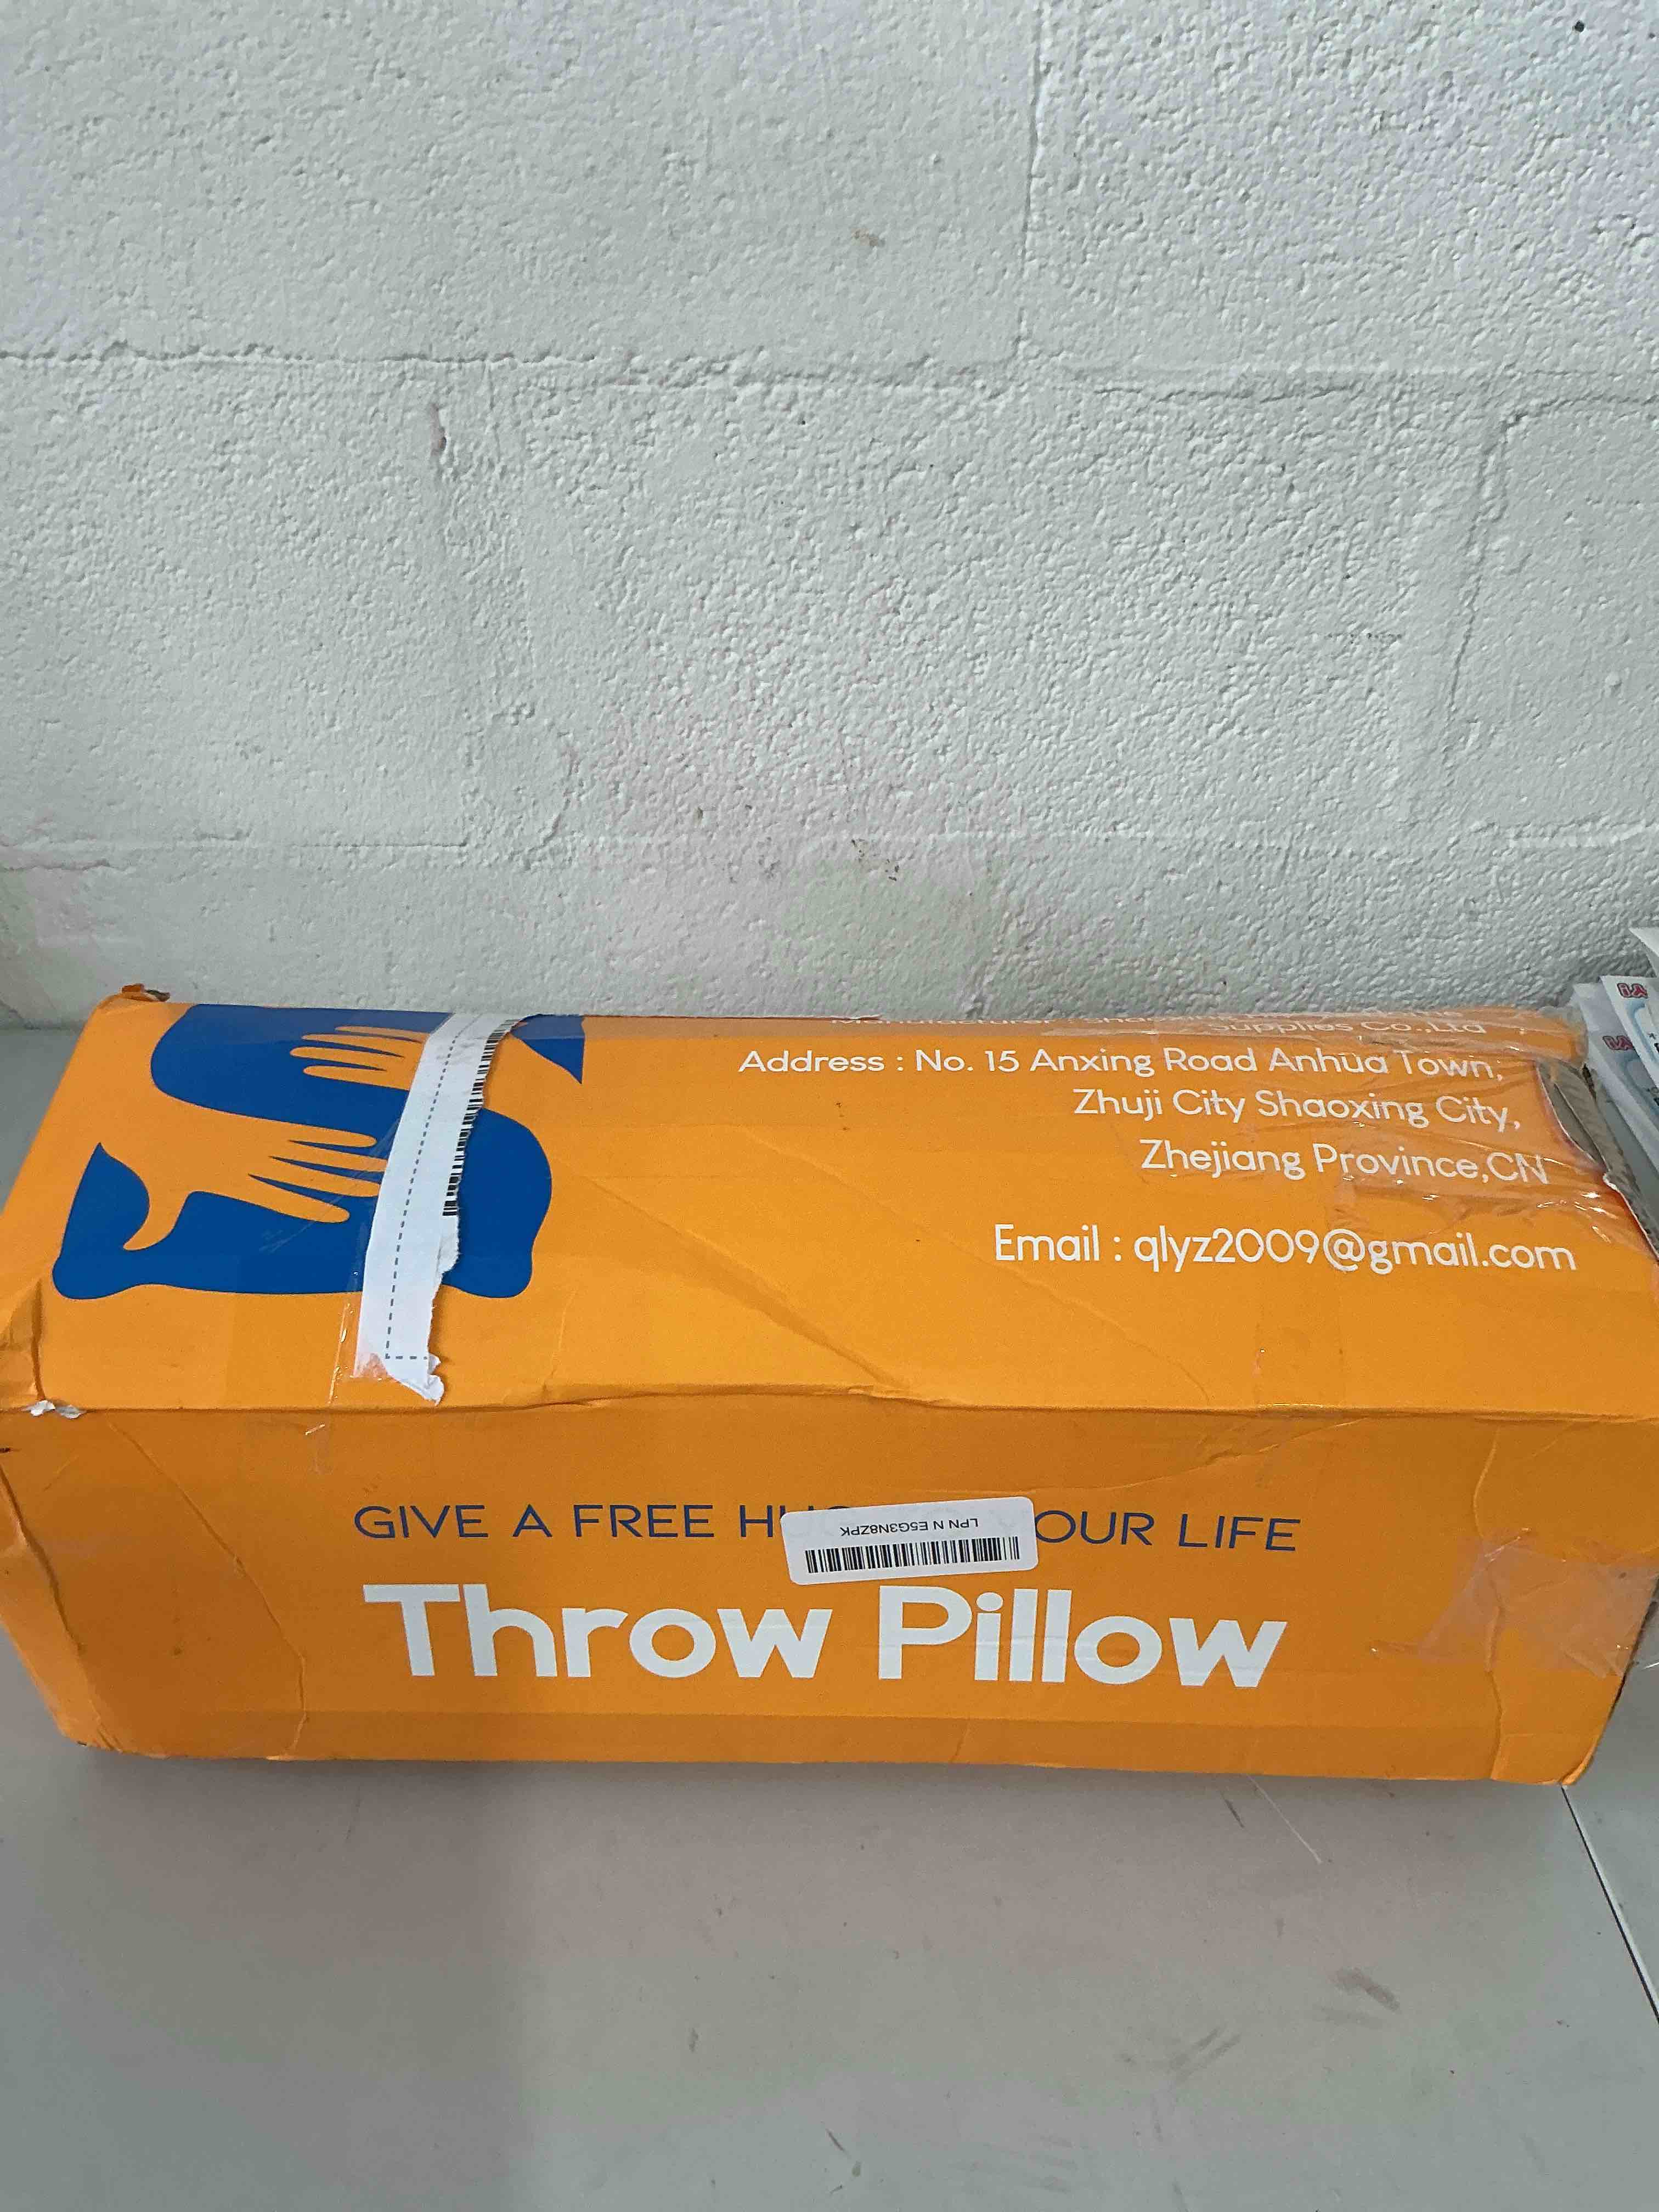 Manufacturer
Supplies Co.,Ltd
Address : No. 15 Anxing Road Anhua Town,
Zhuji City Shaoxing City,
Zhejiang Province,CN
Email : qlyz2009@gmail.com
GIVE A FREE OUR LIFE
LPN N E5G3N8ZPK
Throw Pillow